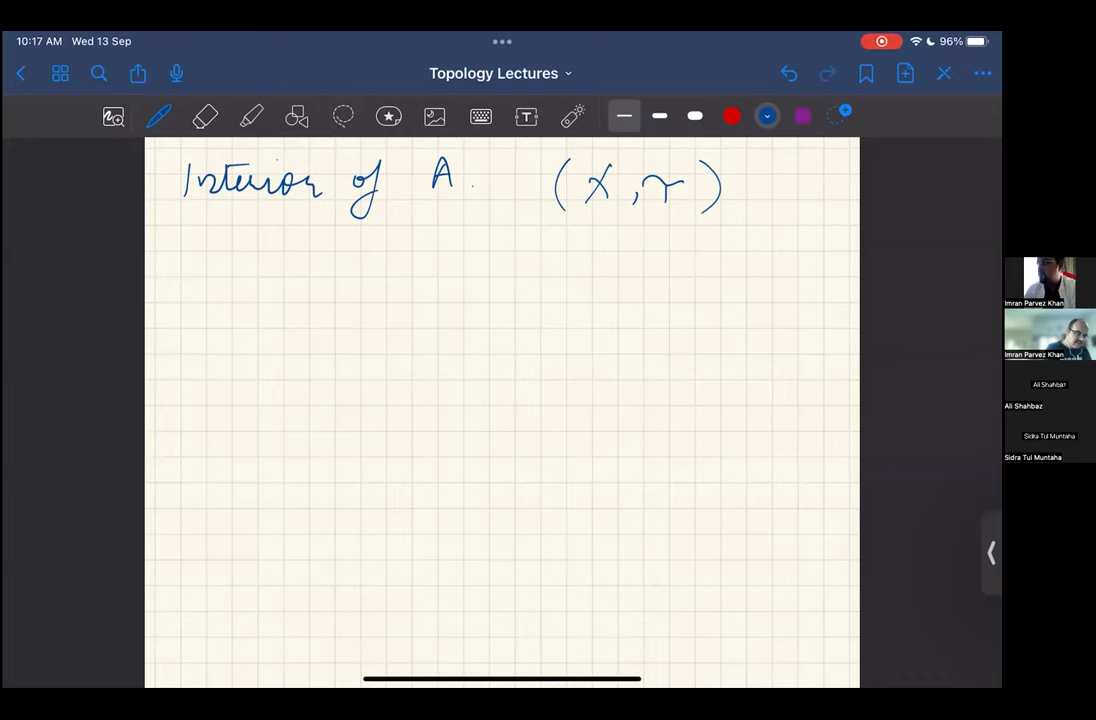 10:17 AM Wed 13 Sep
96%
Topology Lectures
T
Interior of A. (X, τ)
Imran Parvez Khan
Imran Parvez Khan
Ali Shahbaz
Ali Shahbaz
Sidra Tul Muntaha
Sidra Tul Muntaha